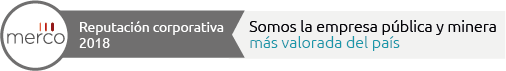 merco
Reputación corporativa
2018
Somos la empresa pública y minera
más valorada del país